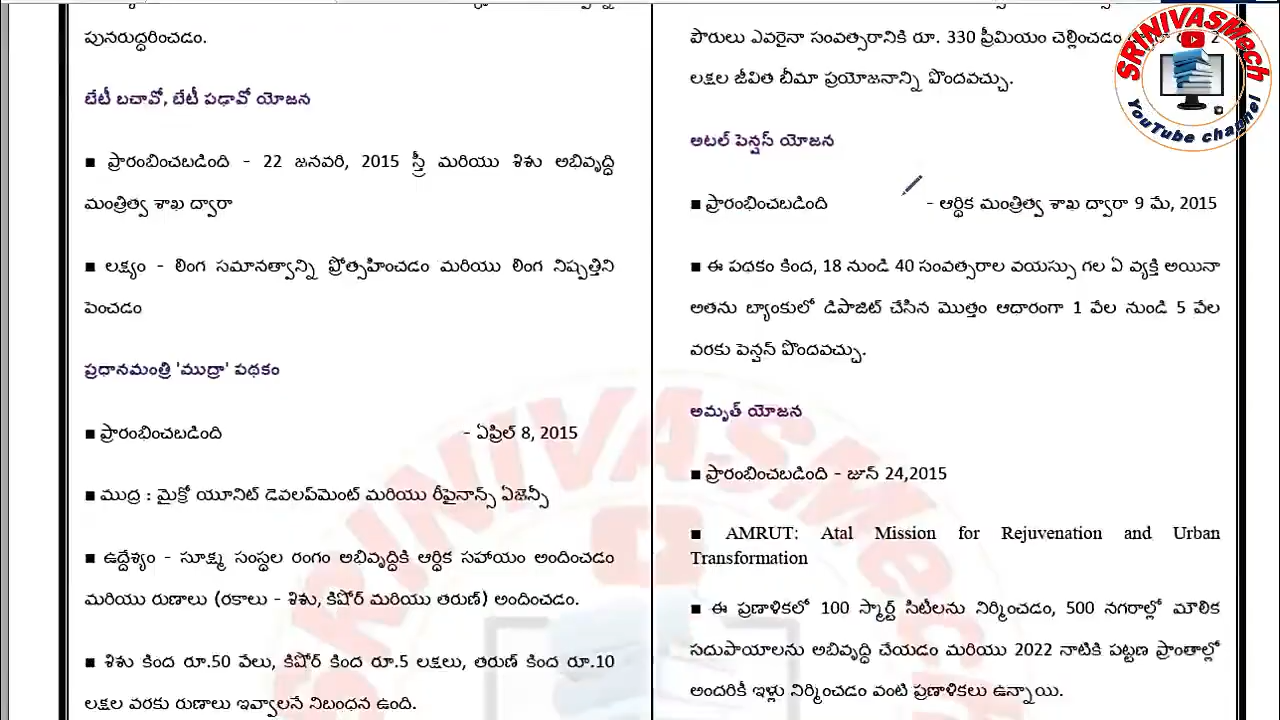 పునరుద్ధరించడం.
బేటీ బచావో, బేటీ పఢావో యోజన
■ ప్రారంభించబడింది - 22 జనవరి, 2015 స్త్రీ మరియు శిశు అభివృద్ధి
మంత్రిత్వ శాఖ ద్వారా
■ లక్ష్యం - లింగ సమానత్వాన్ని ప్రోత్సహించడం మరియు లింగ నిష్పత్తిని
పెంచడం
ప్రధానమంత్రి 'ముద్రా' పథకం
■ ప్రారంభించబడింది - ఏప్రిల్ 8, 2015
■ ముద్ర : మైక్రో యూనిట్ డెవలప్‌మెంట్ మరియు రీఫైనాన్స్ ఏజెన్సీ
■ ఉద్దేశ్యం - సూక్ష్మ సంస్థల రంగం అభివృద్ధికి ఆర్థిక సహాయం అందించడం
మరియు రుణాలు (రకాలు - శిశు, కిషోర్ మరియు తరుణ్) అందించడం.
■ శిశు కింద రూ.50 వేలు, కిషోర్ కింద రూ.5 లక్షలు, తరుణ్ కింద రూ.10
లక్షల వరకు రుణాలు ఇవ్వాలనే నిబంధన ఉంది.
పౌరులు ఎవరైనా సంవత్సరానికి రూ. 330 ప్రీమియం చెల్లించడం 2
లక్షల జీవిత బీమా ప్రయోజనాన్ని పొందవచ్చు.
అటల్ పెన్షన్ యోజన
■ ప్రారంభించబడింది - ఆర్థిక మంత్రిత్వ శాఖ ద్వారా 9 మే, 2015
■ ఈ పథకం కింద, 18 నుండి 40 సంవత్సరాల వయస్సు గల ఏ వ్యక్తి అయినా
అతను బ్యాంకులో డిపాజిట్ చేసిన మొత్తం ఆదారంగా 1 వేల నుండి 5 వేల
వరకు పెన్షన్ పొందవచ్చు.
అమృత్ యోజన
■ ప్రారంభించబడింది - జూన్ 24,2015
■ AMRUT: Atal Mission for Rejuvenation and Urban
Transformation
■ ఈ ప్రణాళికలో 100 స్మార్ట్ సిటీలను నిర్మించడం, 500 నగరాల్లో మౌలిక
సదుపాయాలను అభివృద్ధి చేయడం మరియు 2022 నాటికి పట్టణ ప్రాంతాల్లో
అందరికీ ఇళ్లు నిర్మించడం వంటి ప్రణాళికలు ఉన్నాయి.
SRINIVASMech
YouTube channel
SRINIVASMech